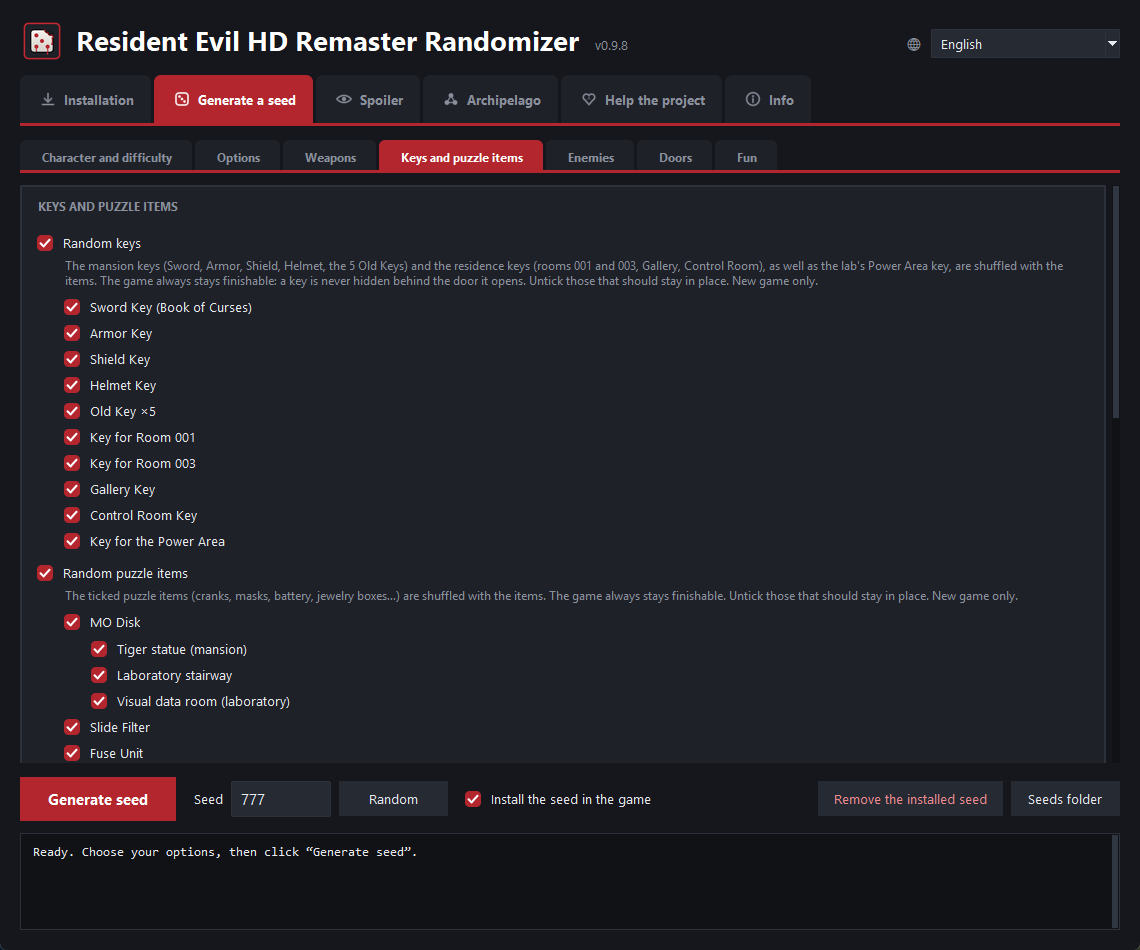 Resident Evil HD Remaster Randomizer v0.9.8
English
Installation
Generate a seed
Spoiler
Archipelago
Help the project
Info
Character and difficulty
Options
Weapons
Keys and puzzle items
Enemies
Doors
Fun
KEYS AND PUZZLE ITEMS
Random keys
The mansion keys (Sword, Armor, Shield, Helmet, the 5 Old Keys) and the residence keys (rooms 001 and 003, Gallery, Control Room), as well as the lab's Power Area key, are shuffled with the
items. The game always stays finishable: a key is never hidden behind the door it opens. Untick those that should stay in place. New game only.
Sword Key (Book of Curses)
Armor Key
Shield Key
Helmet Key
Old Key ×5
Key for Room 001
Key for Room 003
Gallery Key
Control Room Key
Key for the Power Area
Random puzzle items
The ticked puzzle items (cranks, masks, battery, jewelry boxes...) are shuffled with the items. The game always stays finishable. Untick those that should stay in place. New game only.
MO Disk
Tiger statue (mansion)
Laboratory stairway
Visual data room (laboratory)
Slide Filter
Fuse Unit
Generate seed
Seed
777
Random
Install the seed in the game
Remove the installed seed
Seeds folder
Ready. Choose your options, then click “Generate seed”.